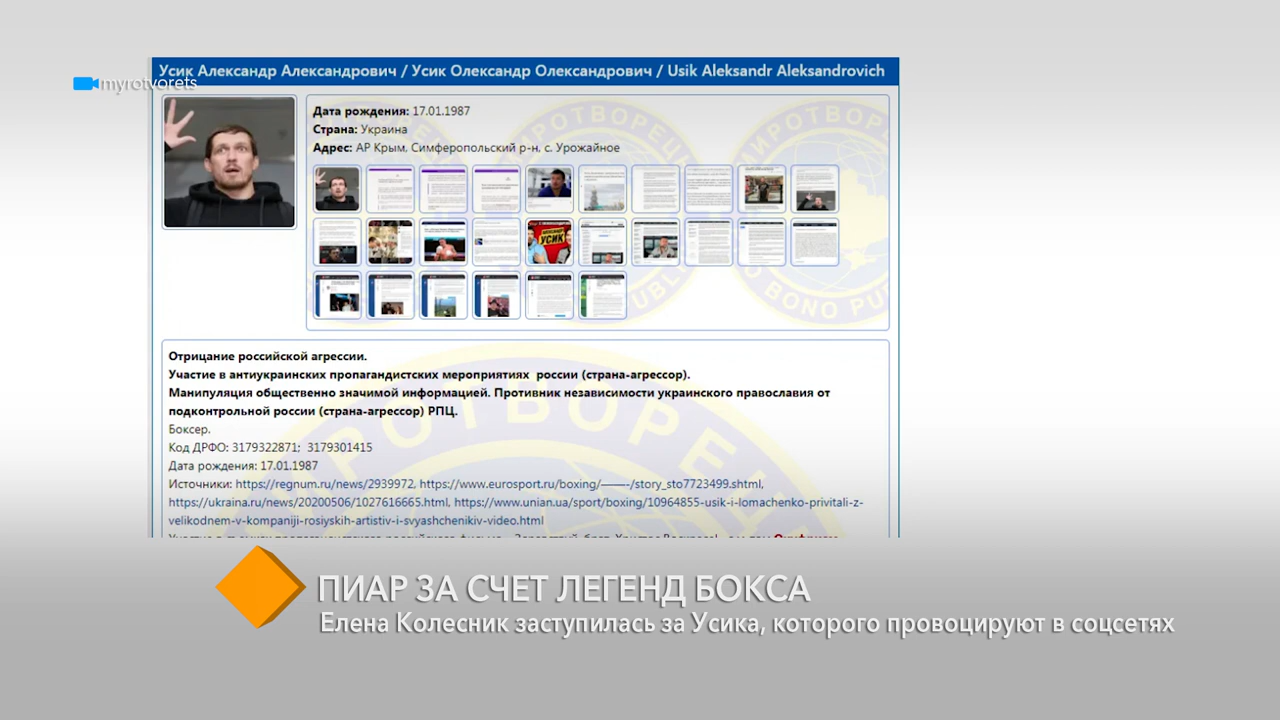 Усик Александр Александрович / Усик Олександр Олександрович / Usik Aleksandr Aleksandrovich
myrotvorets
Дата рождения: 17.01.1987
Страна: Украина
Адрес: АР Крым, Симферопольский р-н, с. Урожайное
Отрицание российской агрессии.
Участие в антиукраинских пропагандистских мероприятиях россии (страна-агрессор).
Манипуляция общественно значимой информацией. Противник независимости украинского православия от
подконтрольной россии (страна-агрессор) РПЦ.
Боксер.
Код ДРФО: 3179322871; 3179301415
Дата рождения: 17.01.1987
Источники: https://regnum.ru/news/2939972, https://www.eurosport.ru/boxing/———-/story_sto7723499.shtml,
https://ukraina.ru/news/20200506/1027616665.html, https://www.unian.ua/sport/boxing/10964855-usik-i-lomachenko-privitali-z-
velikodnem-v-kompaniji-rosiyskih-artistiv-i-svyashchenikiv-video.html
ПИАР ЗА СЧЕТ ЛЕГЕНД БОКСА
Елена Колесник заступилась за Усика, которого провоцируют в соцсетях